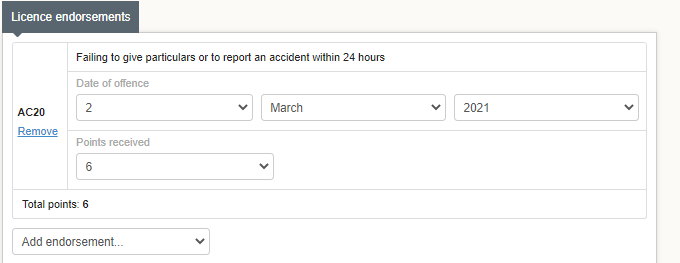 Licence endorsements
Failing to give particulars or to report an accident within 24 hours
Date of offence
2 March 2021
AC20
Remove
Points received
6
Total points: 6
Add endorsement...